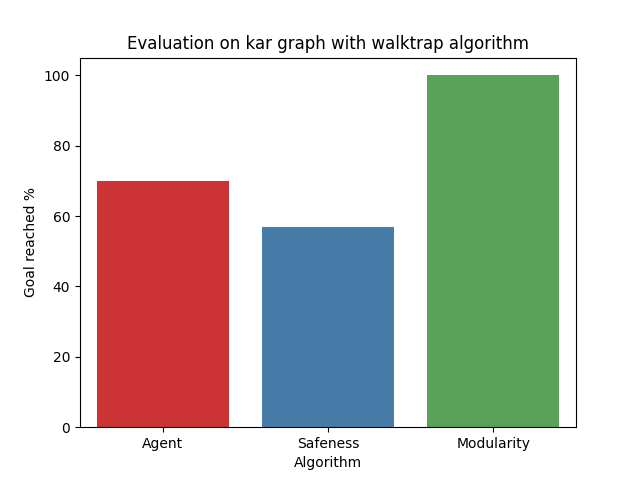 Evaluation on kar graph with walktrap algorithm
Goal reached %
100
80
60
40
20
0
Agent Safeness Modularity
Algorithm